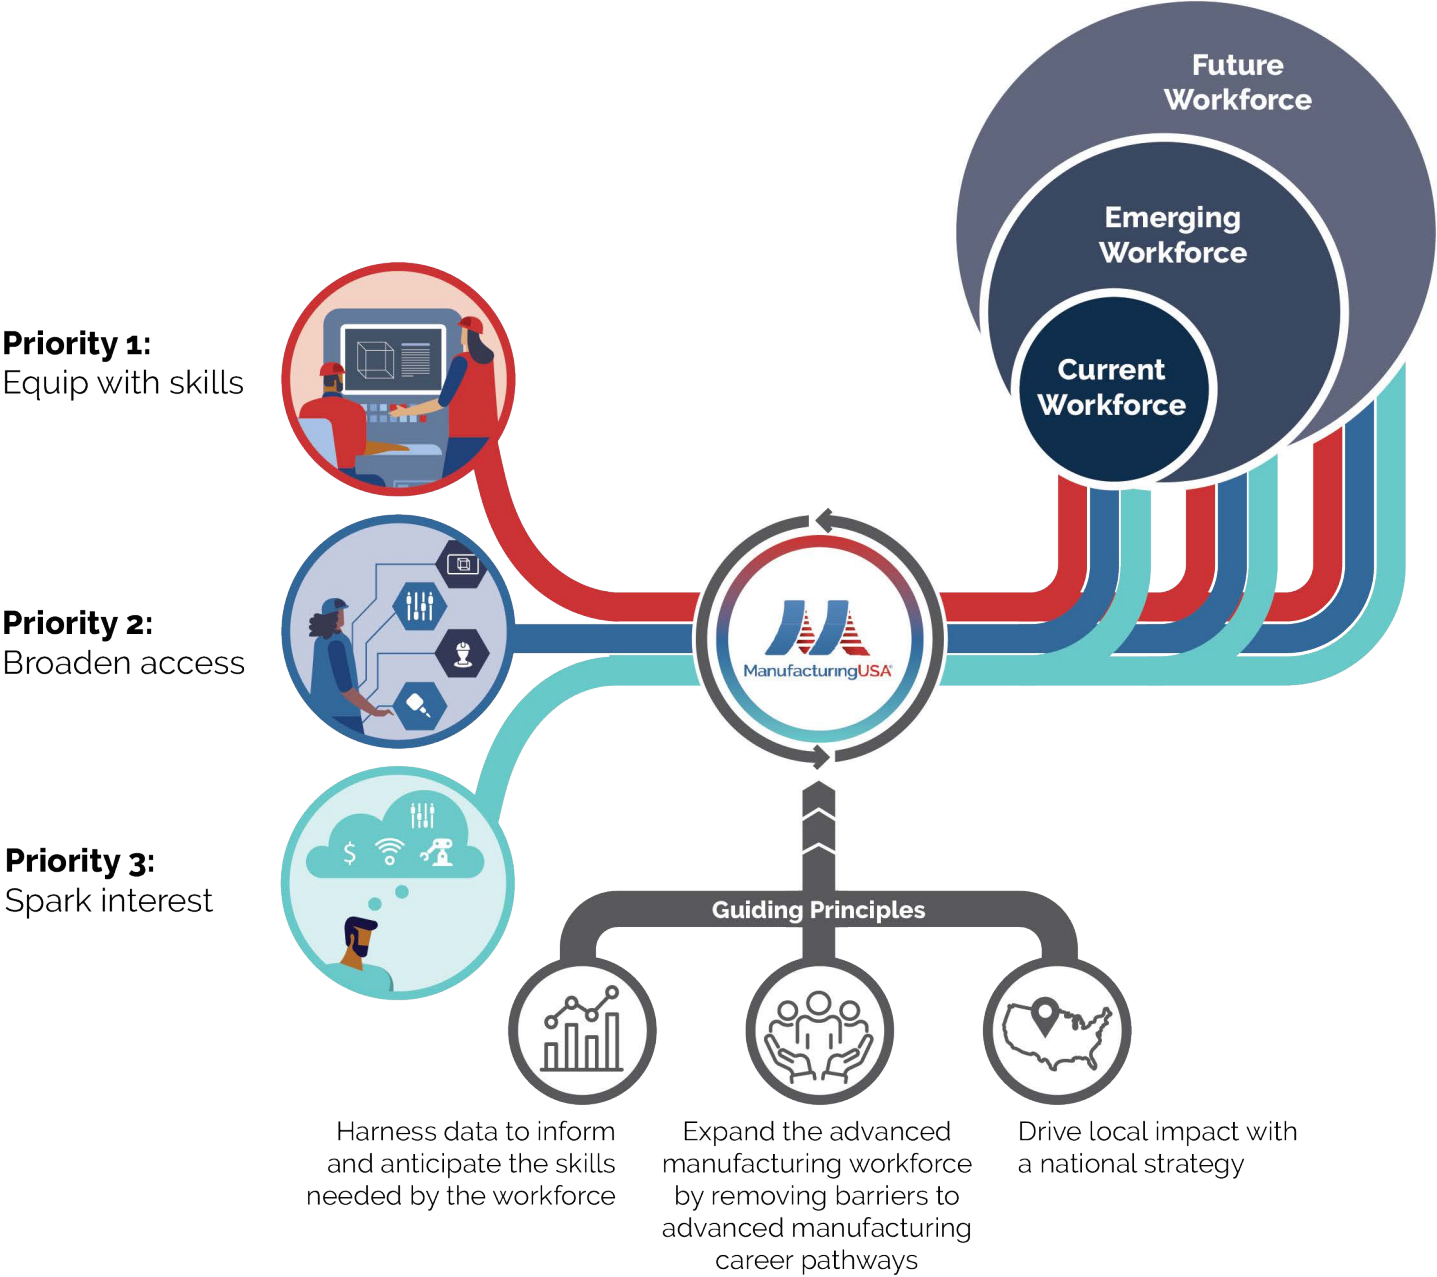 Future
Workforce
Emerging
Workforce
Current
Workforce
Priority 1:
Equip with skills
Priority 2:
Broaden access
Priority 3:
Spark interest
$
ManufacturingUSA®
Guiding Principles
Harness data to inform
and anticipate the skills
needed by the workforce
Expand the advanced
manufacturing workforce
by removing barriers to
advanced manufacturing
career pathways
Drive local impact with
a national strategy